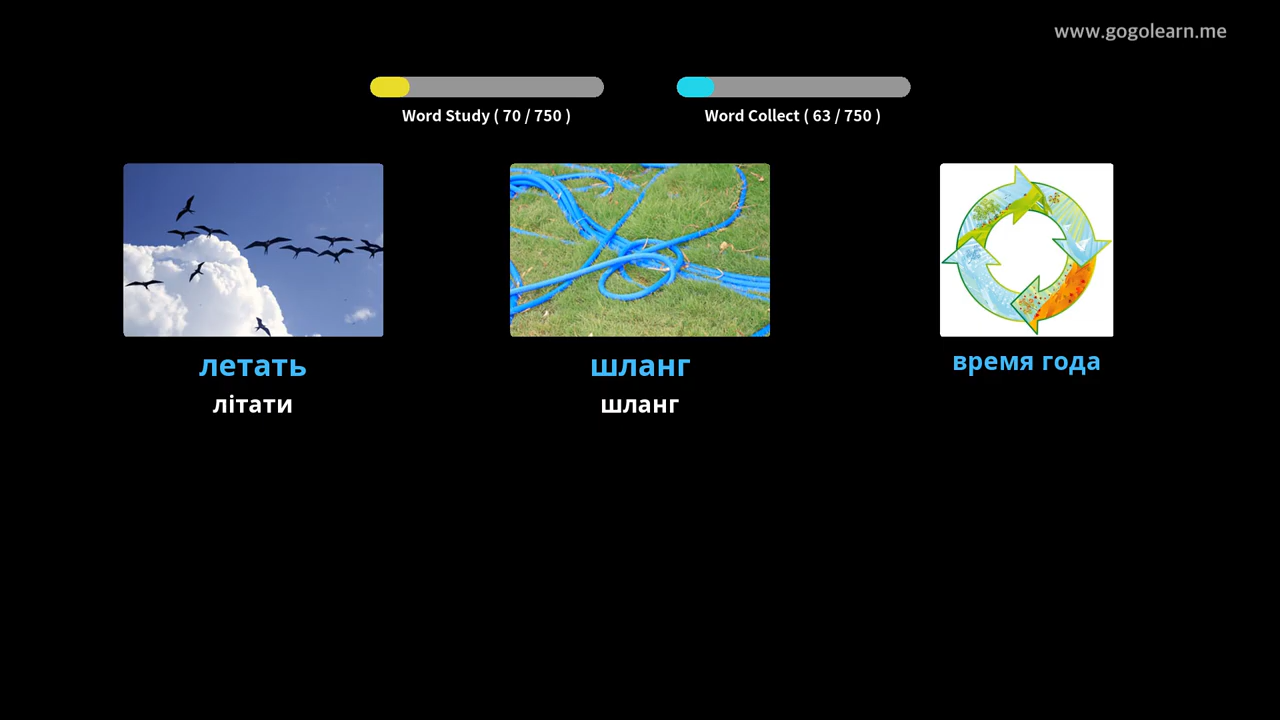 www.gogolearn.me
Word Study ( 70 / 750 )
Word Collect ( 63 / 750 )
летать
літати
шланг
шланг
время года